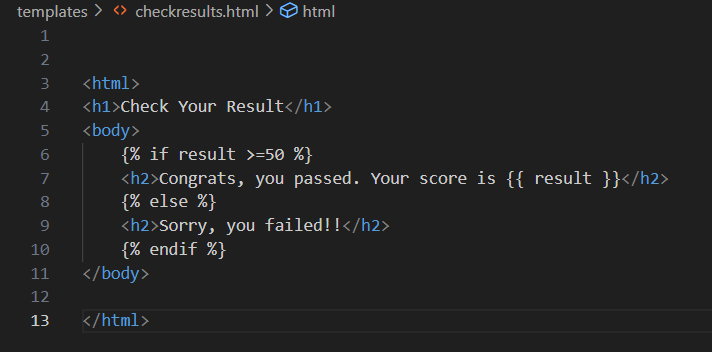 templates > <> checkresults.html > html
1
2
3 <html>
4 <h1>Check Your Result</h1>
5 <body>
6     {% if result >=50 %}
7     <h2>Congrats, you passed. Your score is {{ result }}</h2>
8     {% else %}
9     <h2>Sorry, you failed!!</h2>
10     {% endif %}
11 </body>
12
13 </html>